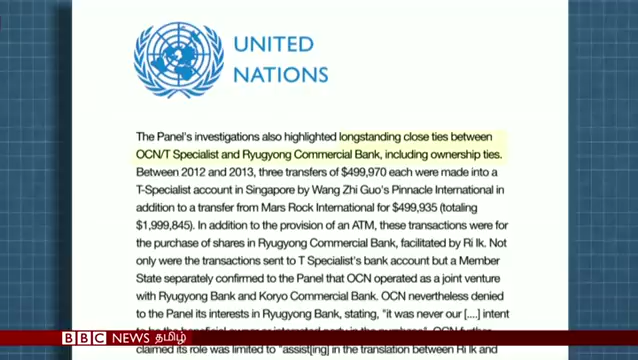 UNITED
NATIONS
The Panel's investigations also highlighted longstanding close ties between
OCN/T Specialist and Ryugyong Commercial Bank, including ownership ties.
Between 2012 and 2013, three transfers of $499,970 each were made into a
T-Specialist account in Singapore by Wang Zhi Guo's Pinnacle International in
addition to a transfer from Mars Rock International for $499,935 (totaling
$1,999,845). In addition to the provision of an ATM, these transactions were for
the purchase of shares in Ryugyong Commercial Bank, facilitated by Ri Ik. Not
only were the transactions sent to T Specialist's bank account but a Member
State separately confirmed to the Panel that OCN operated as a joint venture
with Ryugyong Bank and Koryo Commercial Bank. OCN nevertheless denied
to the Panel its interests in Ryugyong Bank, stating, "it was never our [....] intent
BBC NEWS தமிழ்
claimed its role was limited to "assist[ing] in the translation between Ri Ik and